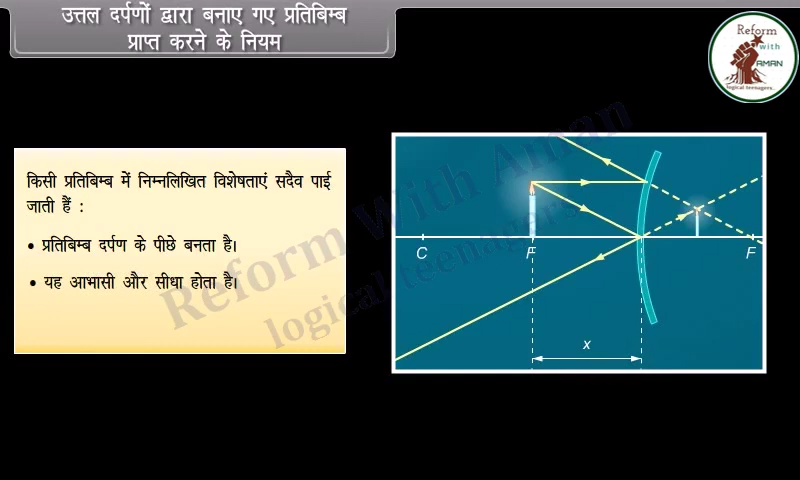 उत्तल दर्पणों द्वारा बनाए गए प्रतिबिम्ब
प्राप्त करने के नियम
Reform
with
AMAN
logical teenagers.
किसी प्रतिबिम्ब में निम्नलिखित विशेषताएं सदैव पाई
जाती हैं :
• प्रतिबिम्ब दर्पण के पीछे बनता है।
• यह आभासी और सीधा होता है।
C F F
x
Reform With Aman
logical teenagers.